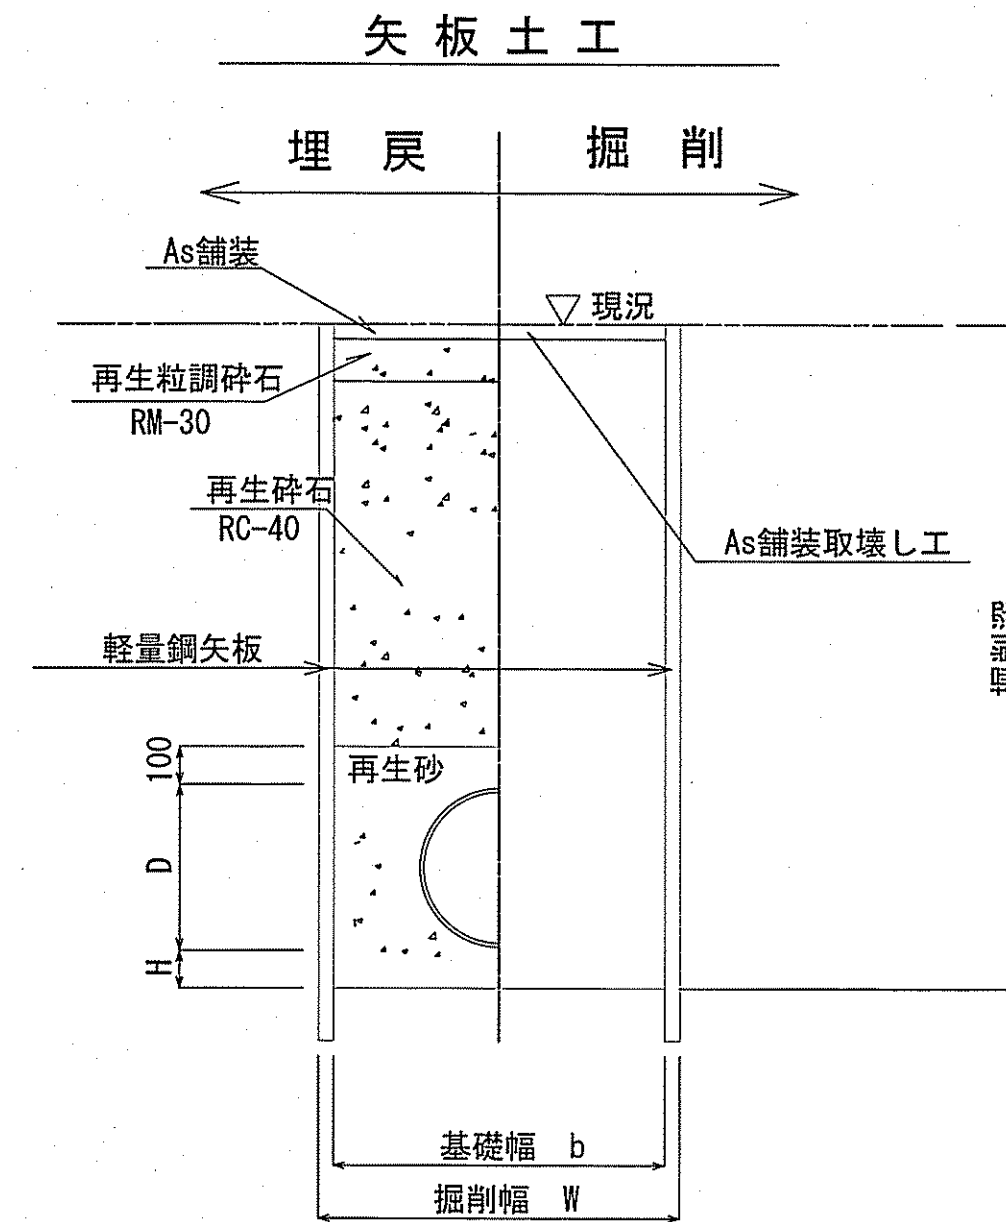 矢板土工
埋戻 掘削
As舗装
現況
再生粒調砕石
RM-30
再生砕石
RC-40
As舗装取壊し工
軽量鋼矢板
100
再生砂
D
H
基礎幅 b
掘削幅 W